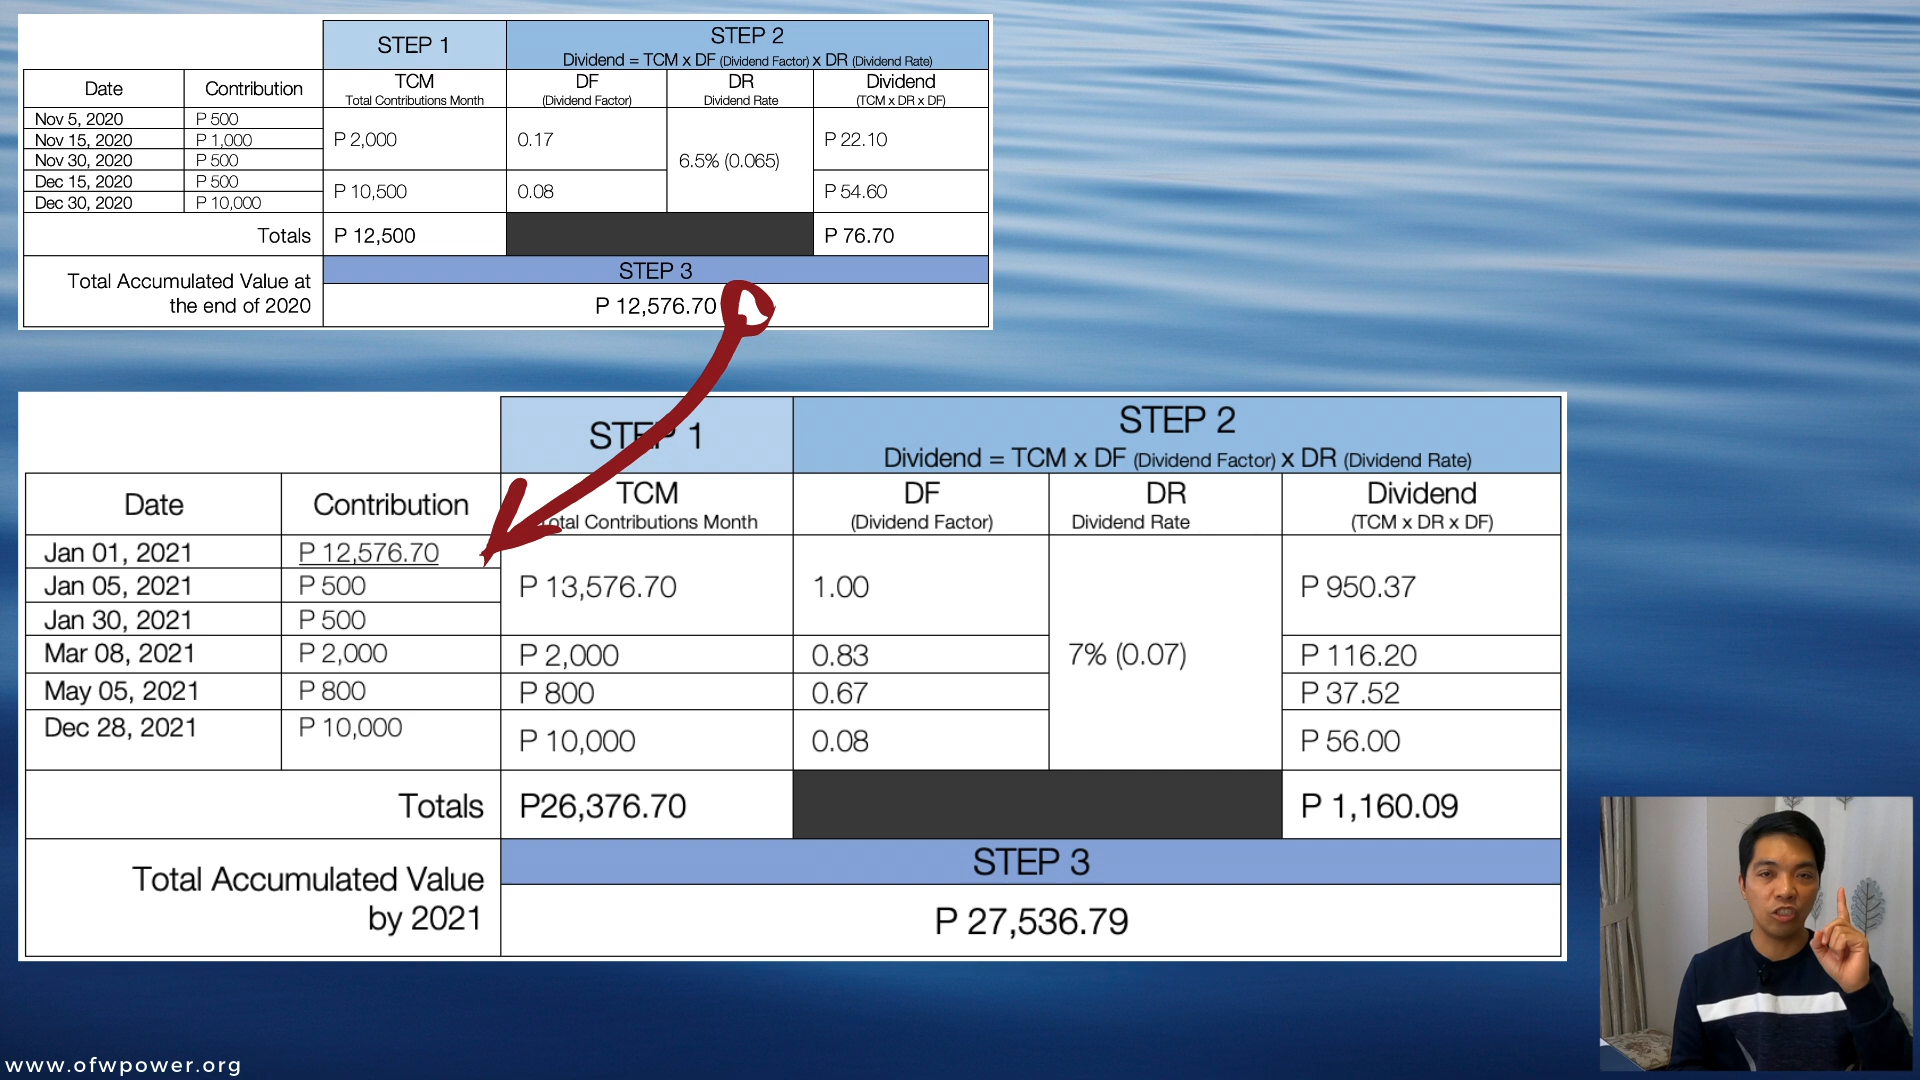 STEP 1
STEP 2
Dividend = TCM x DF (Dividend Factor) x DR (Dividend Rate)
Date
Contribution
TCM
Total Contributions Month
DF
(Dividend Factor)
DR
Dividend Rate
Dividend
(TCM x DR x DF)
Nov 5, 2020
P 500
Nov 15, 2020
P 1,000
Nov 30, 2020
P 500
P 2,000
0.17
6.5% (0.065)
P 22.10
Dec 15, 2020
P 500
Dec 30, 2020
P 10,000
P 10,500
0.08
P 54.60
Totals
P 12,500
P 76.70
Total Accumulated Value at
the end of 2020
STEP 3
P 12,576.70
STEP 1
STEP 2
Dividend = TCM x DF (Dividend Factor) x DR (Dividend Rate)
Date
Contribution
TCM
Total Contributions Month
DF
(Dividend Factor)
DR
Dividend Rate
Dividend
(TCM x DR x DF)
Jan 01, 2021
P 12,576.70
Jan 05, 2021
P 500
Jan 30, 2021
P 500
P 13,576.70
1.00
7% (0.07)
P 950.37
Mar 08, 2021
P 2,000
P 2,000
0.83
P 116.20
May 05, 2021
P 800
P 800
0.67
P 37.52
Dec 28, 2021
P 10,000
P 10,000
0.08
P 56.00
Totals
P26,376.70
P 1,160.09
Total Accumulated Value
by 2021
STEP 3
P 27,536.79
www.ofwpower.org